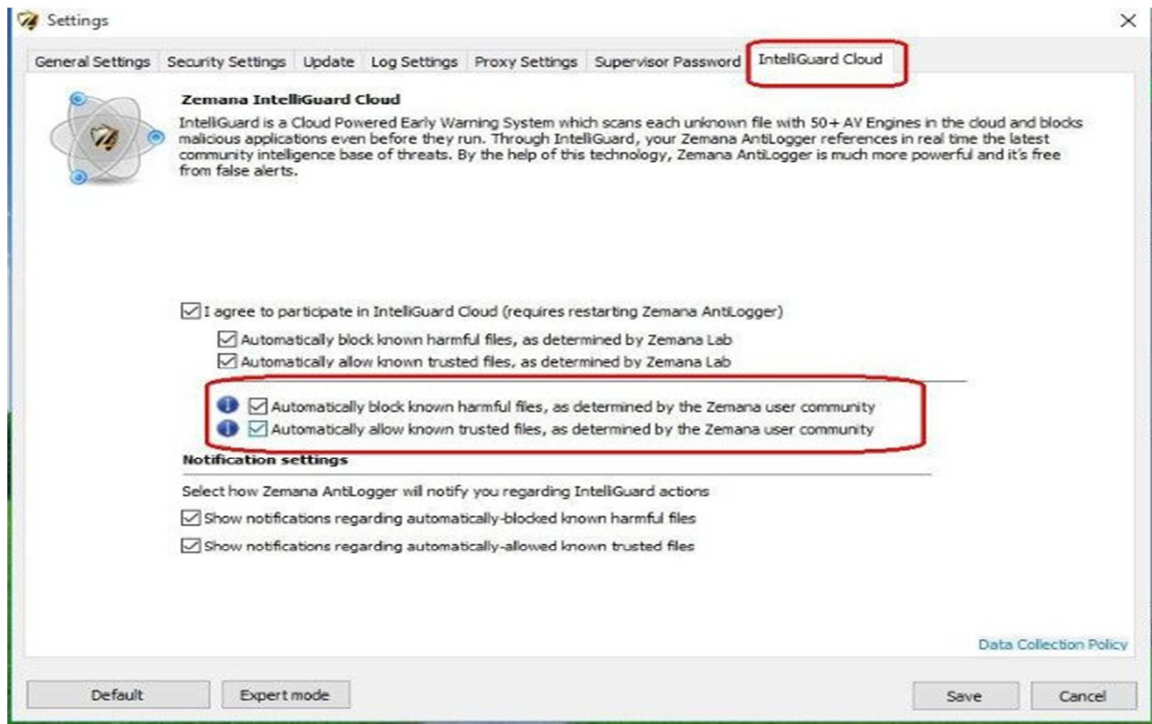 Settings
General Settings Security Settings Update Log Settings Proxy Settings Supervisor Password IntelliGuard Cloud
Zemana IntelliGuard Cloud
IntelliGuard is a Cloud Powered Early Warning System which scans each unknown file with 50+ AV Engines in the cloud and blocks
malicious applications even before they run. Through IntelliGuard, your Zemana AntiLogger references in real time the latest
community intelligence base of threats. By the help of this technology, Zemana AntiLogger is much more powerful and it's free
from false alerts.
I agree to participate in IntelliGuard Cloud (requires restarting Zemana AntiLogger)
Automatically block known harmful files, as determined by Zemana Lab
Automatically allow known trusted files, as determined by Zemana Lab
Automatically block known harmful files, as determined by the Zemana user community
Automatically allow known trusted files, as determined by the Zemana user community
Notification settings
Select how Zemana AntiLogger will notify you regarding IntelliGuard actions
Show notifications regarding automatically-blocked known harmful files
Show notifications regarding automatically-allowed known trusted files
Data Collection Policy
Default Expert mode Save Cancel